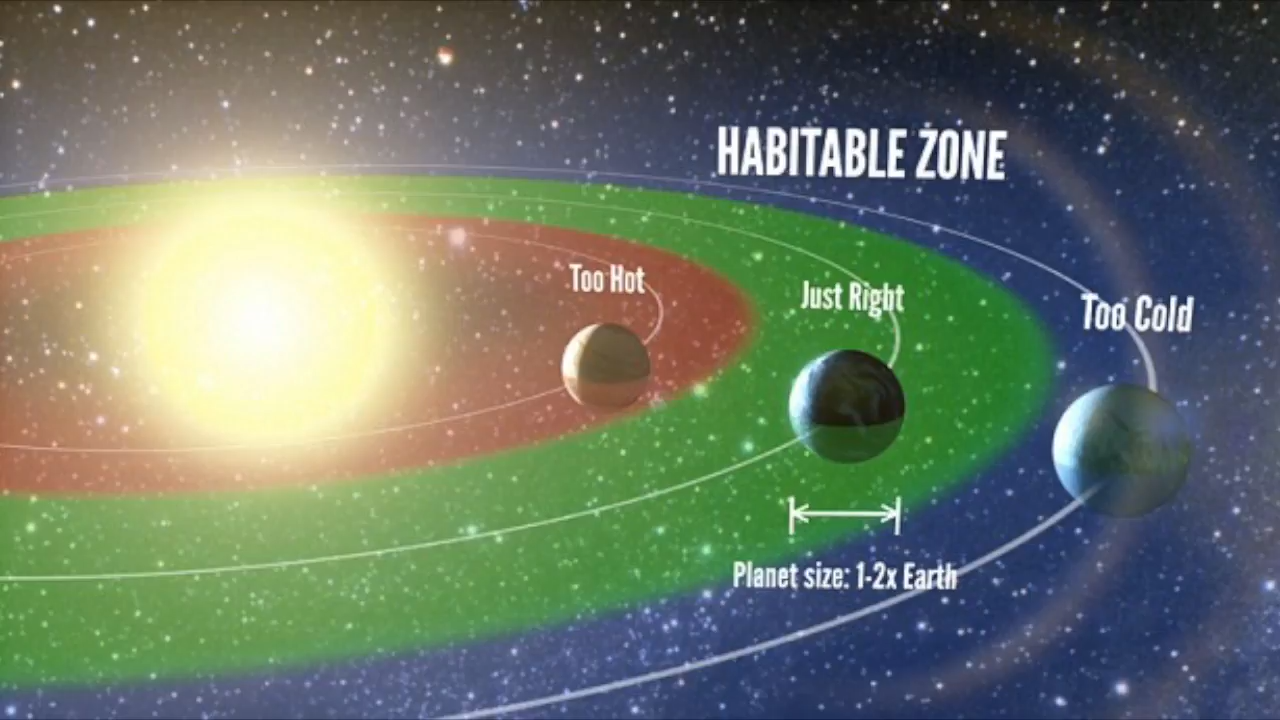 HABITABLE ZONE
Too Hot
Just Right
Too Cold
Planet size: 1-2x Earth